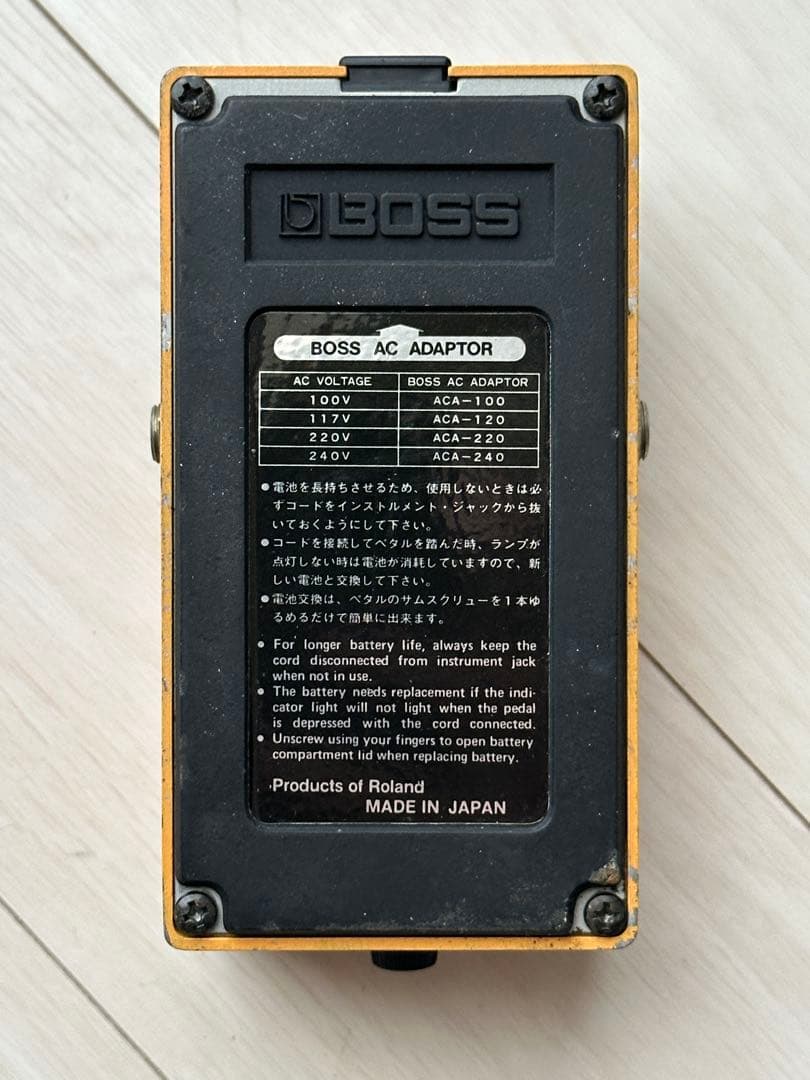 BOSS
BOSS AC ADAPTOR
AC VOLTAGE BOSS AC ADAPTOR
100V ACA-100
117V ACA-120
220V ACA-220
240V ACA-240
●電池を長持ちさせるため、使用しないときは必
ずコードをインストルメント・ジャックから抜
いておくようにして下さい。
●コードを接続してペタルを踏んだ時、ランプが
点灯しない時は電池が消耗していますので、新
しい電池と交換して下さい。
●電池交換は、ペタルのサムスクリューを1本ゆ
るめるだけで簡単に出来ます。
● For longer battery life, always keep the
cord disconnected from instrument jack
when not in use.
● The battery needs replacement if the indi-
cator light will not light when the pedal
is depressed with the cord connected.
● Unscrew using your fingers to open battery
compartment lid when replacing battery.
Products of Roland
MADE IN JAPAN